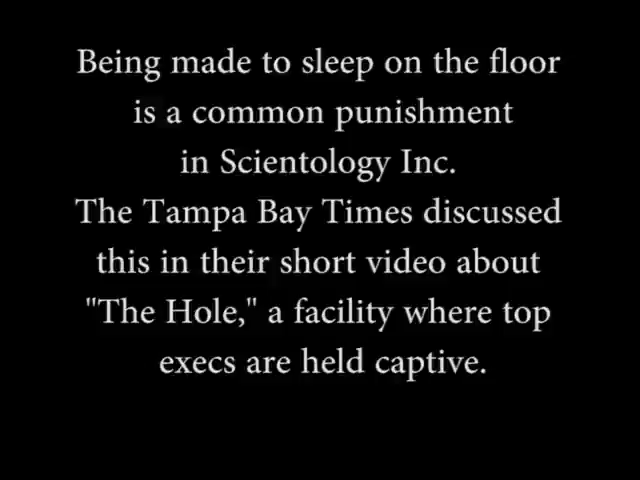 Being made to sleep on the floor
is a common punishment
in Scientology Inc.
The Tampa Bay Times discussed
this in their short video about
"The Hole," a facility where top
execs are held captive.